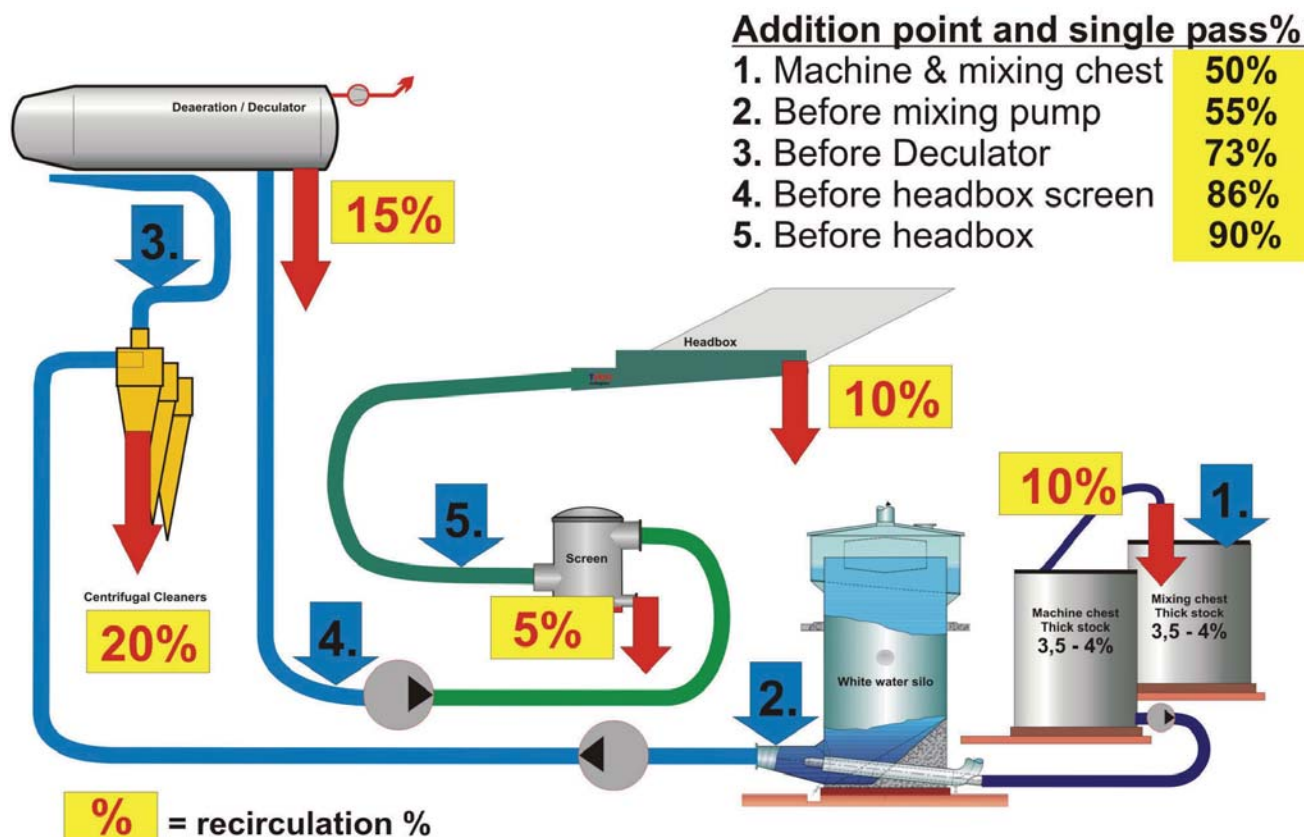 Addition point and single pass%
1. Machine & mixing chest 50%
2. Before mixing pump 55%
3. Before Deculator 73%
4. Before headbox screen 86%
5. Before headbox 90%
Deaeration / Deculator
15%
3.
Headbox
10%
10%
1.
5.
Screen
Centrifugal Cleaners
20%
5%
4.
Machine chest
Thick stock
3,5 - 4%
Mixing chest
Thick stock
3,5 - 4%
White water silo
2.
% = recirculation %